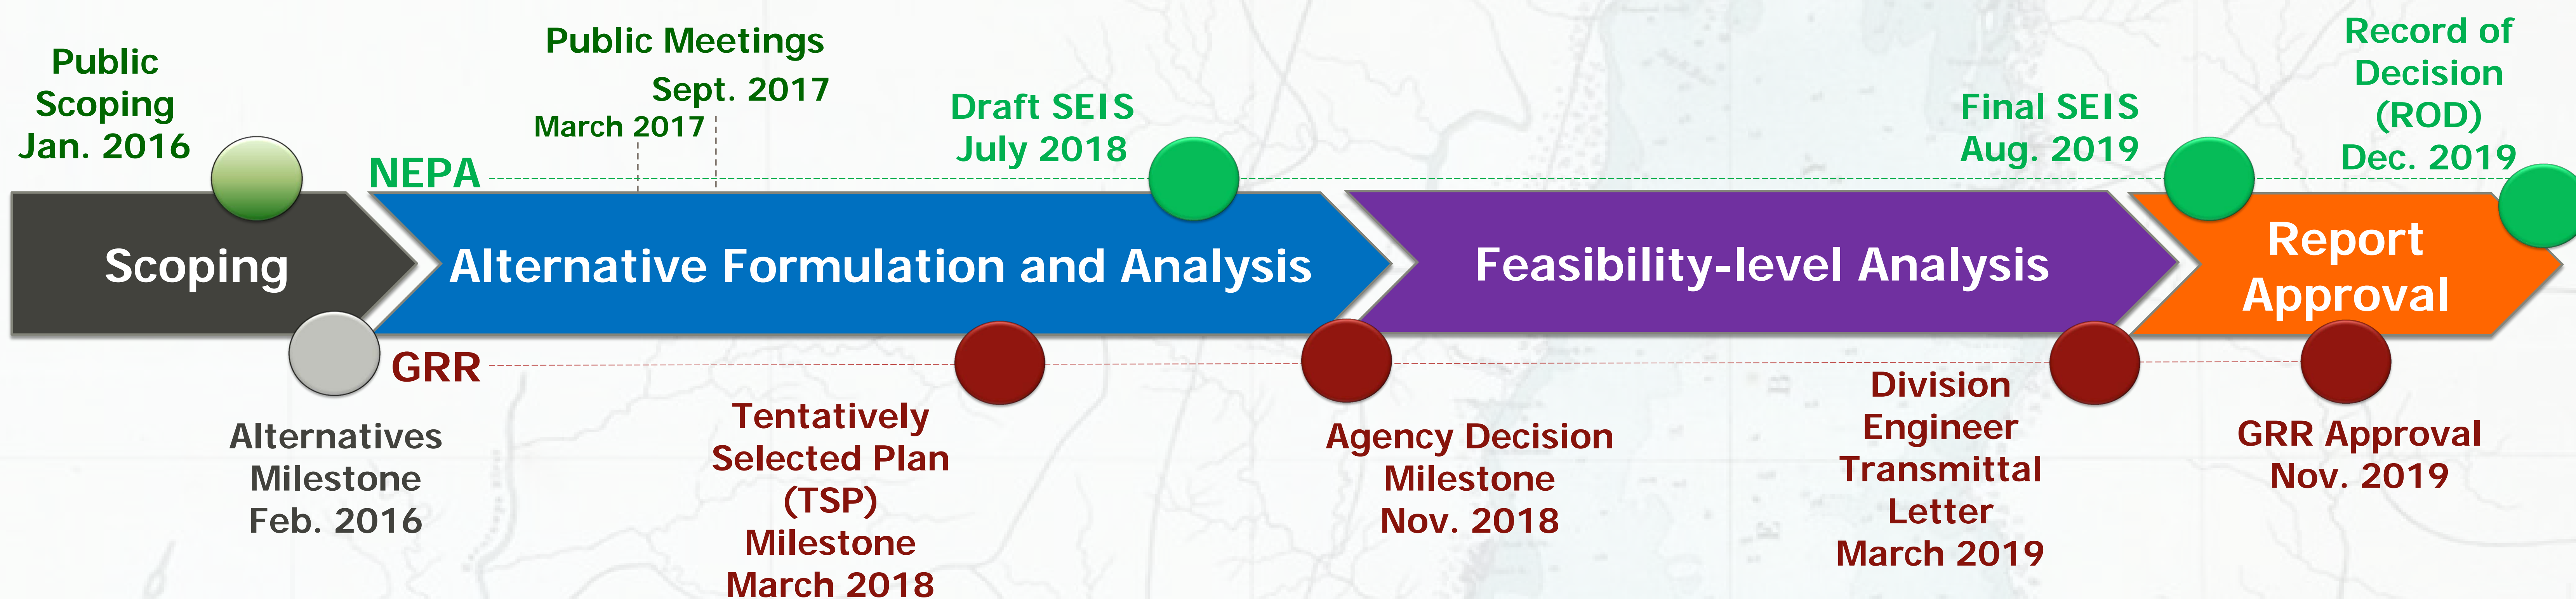 Public
Scoping
Jan. 2016
Public Meetings
Sept. 2017
March 2017
Draft SEIS
July 2018
Final SEIS
Aug. 2019
Record of
Decision
(ROD)
Dec. 2019
NEPA
Scoping
Alternative Formulation and Analysis
Feasibility-level Analysis
Report
Approval
GRR
Alternatives
Milestone
Feb. 2016
Tentatively
Selected Plan
(TSP)
Milestone
March 2018
Agency Decision
Milestone
Nov. 2018
Division
Engineer
Transmittal
Letter
March 2019
GRR Approval
Nov. 2019